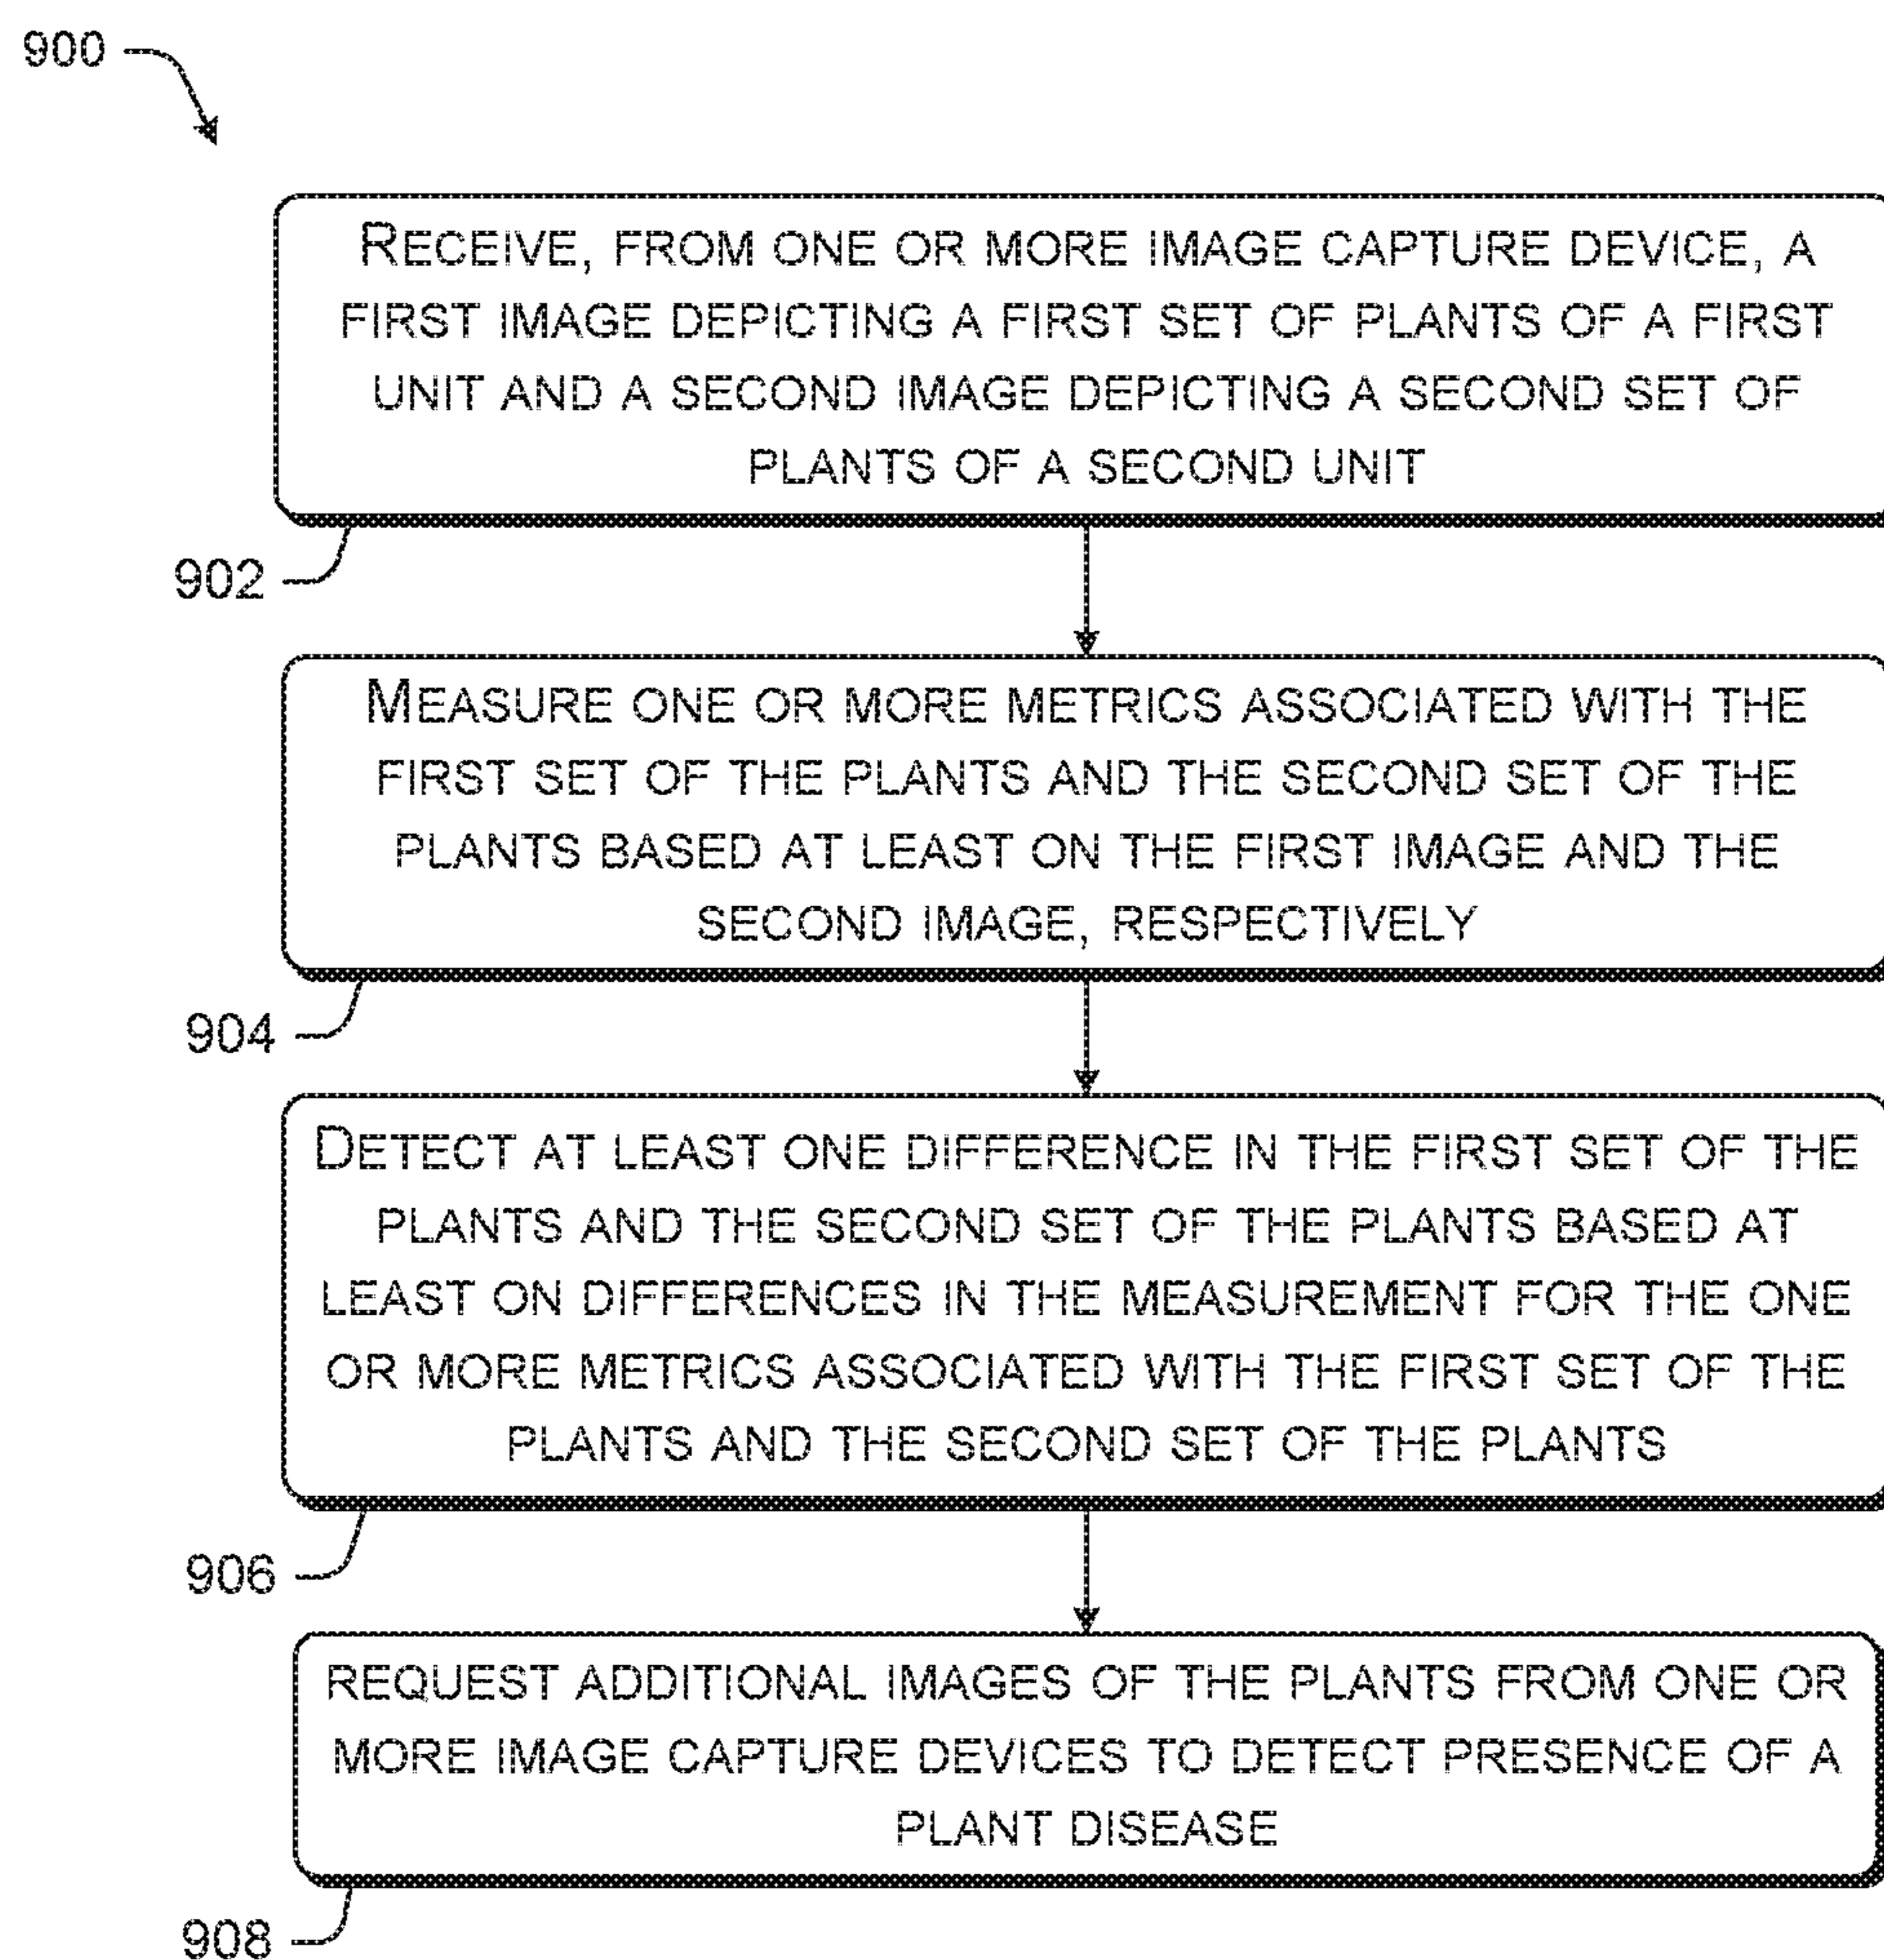 900
RECEIVE, FROM ONE OR MORE IMAGE CAPTURE DEVICE, A
FIRST IMAGE DEPICTING A FIRST SET OF PLANTS OF A FIRST
UNIT AND A SECOND IMAGE DEPICTING A SECOND SET OF
PLANTS OF A SECOND UNIT
902
MEASURE ONE OR MORE METRICS ASSOCIATED WITH THE
FIRST SET OF THE PLANTS AND THE SECOND SET OF THE
PLANTS BASED AT LEAST ON THE FIRST IMAGE AND THE
SECOND IMAGE, RESPECTIVELY
904
DETECT AT LEAST ONE DIFFERENCE IN THE FIRST SET OF THE
PLANTS AND THE SECOND SET OF THE PLANTS BASED AT
LEAST ON DIFFERENCES IN THE MEASUREMENT FOR THE ONE
OR MORE METRICS ASSOCIATED WITH THE FIRST SET OF THE
PLANTS AND THE SECOND SET OF THE PLANTS
906
REQUEST ADDITIONAL IMAGES OF THE PLANTS FROM ONE OR
MORE IMAGE CAPTURE DEVICES TO DETECT PRESENCE OF A
PLANT DISEASE
908